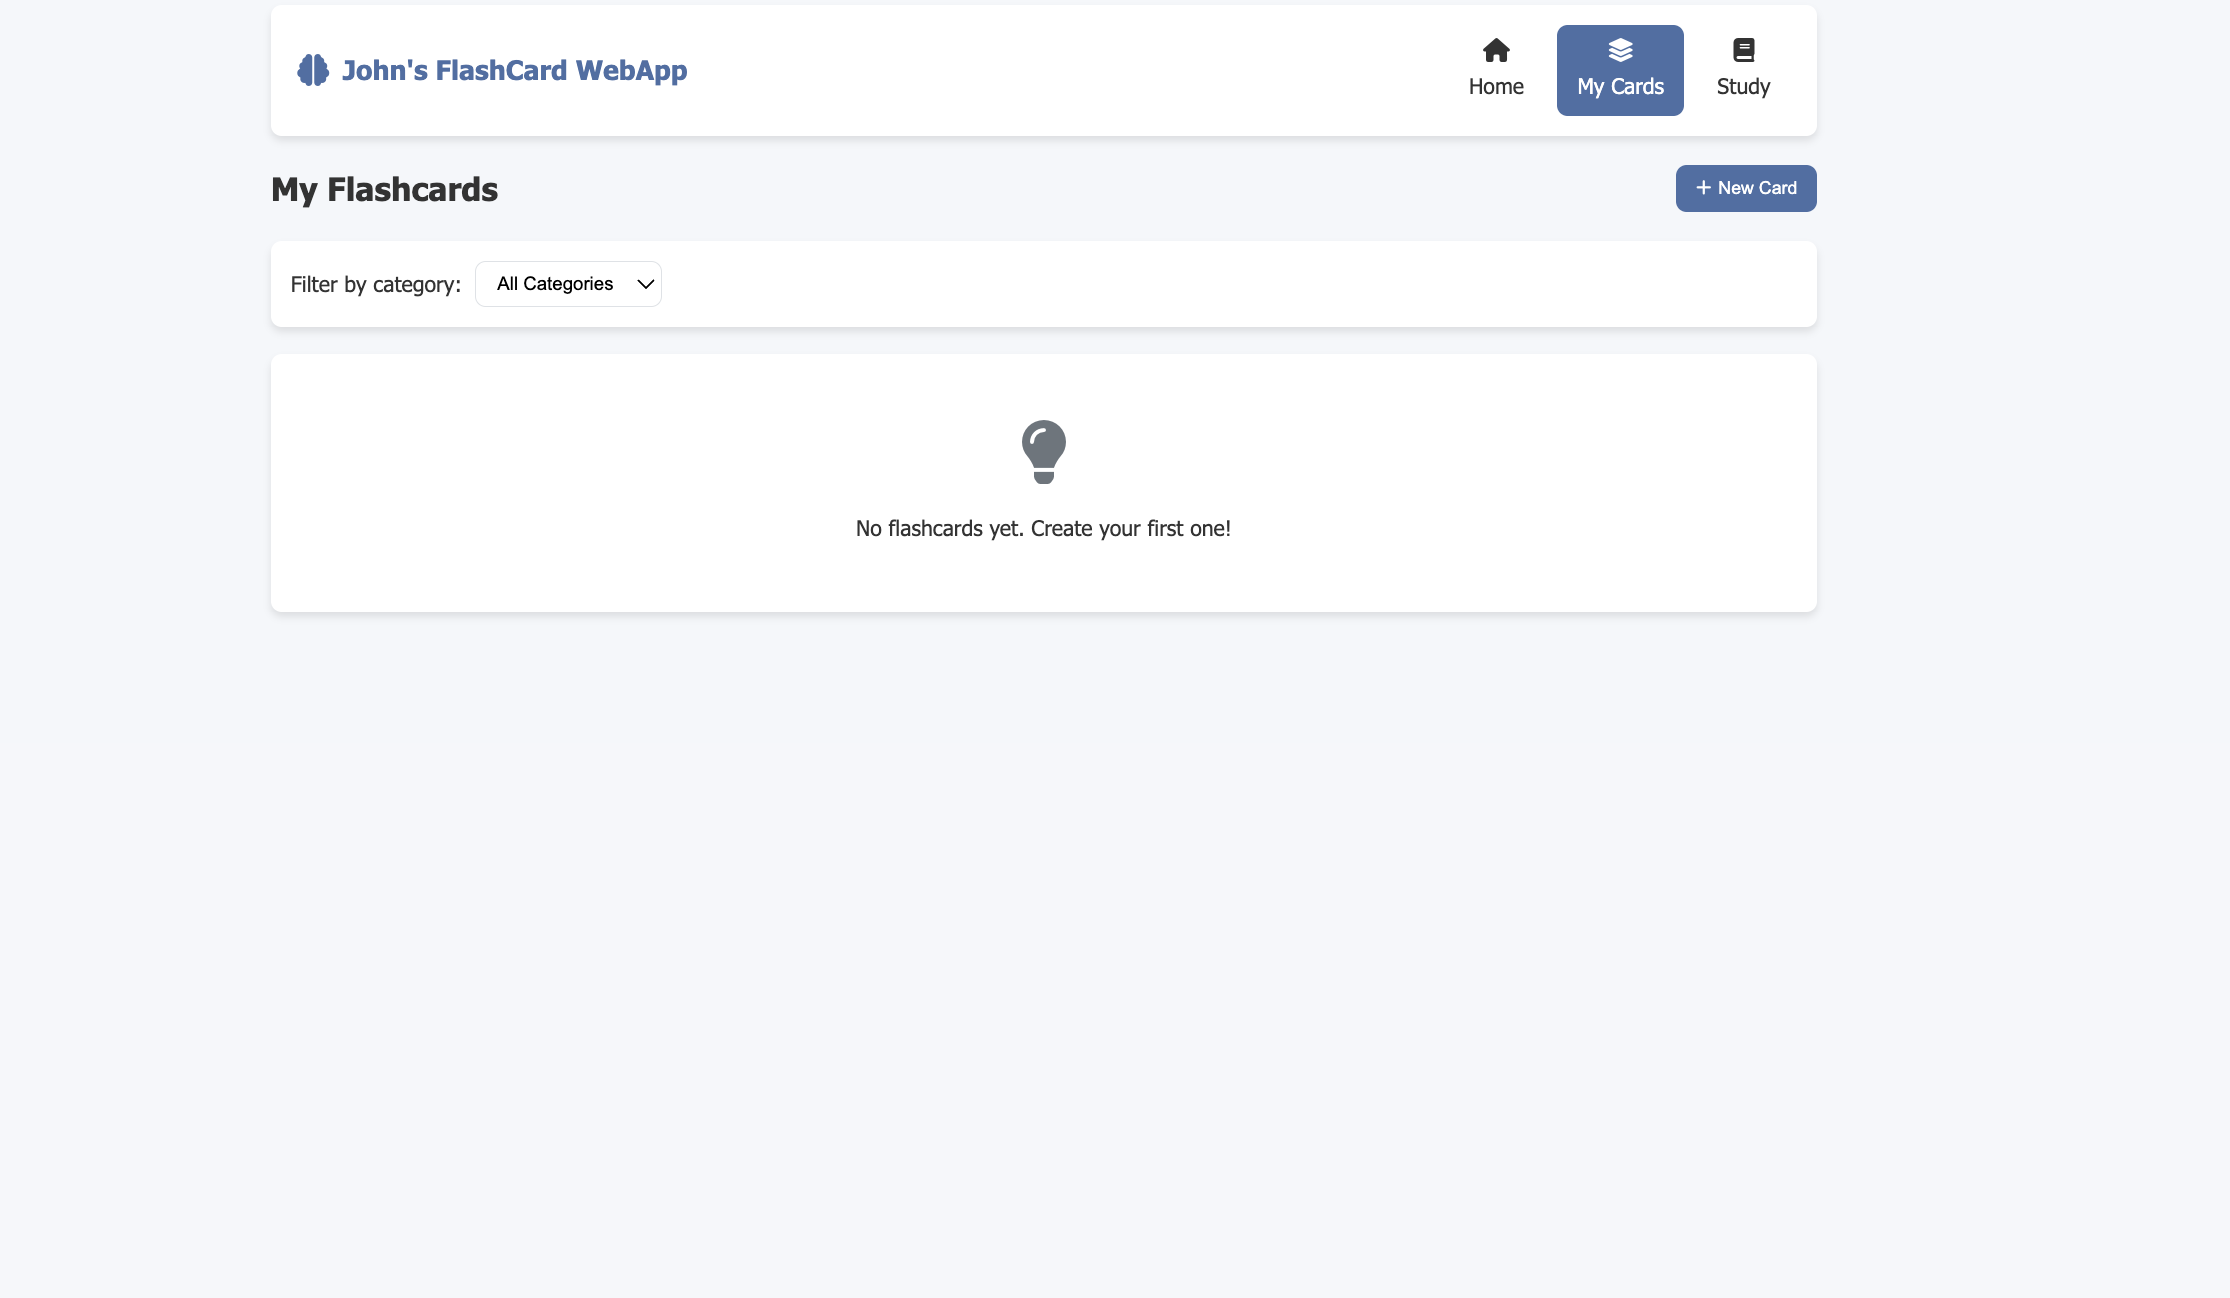 John's FlashCard WebApp
Home
My Cards
Study
My Flashcards
New Card
Filter by category:
All Categories
No flashcards yet. Create your first one!